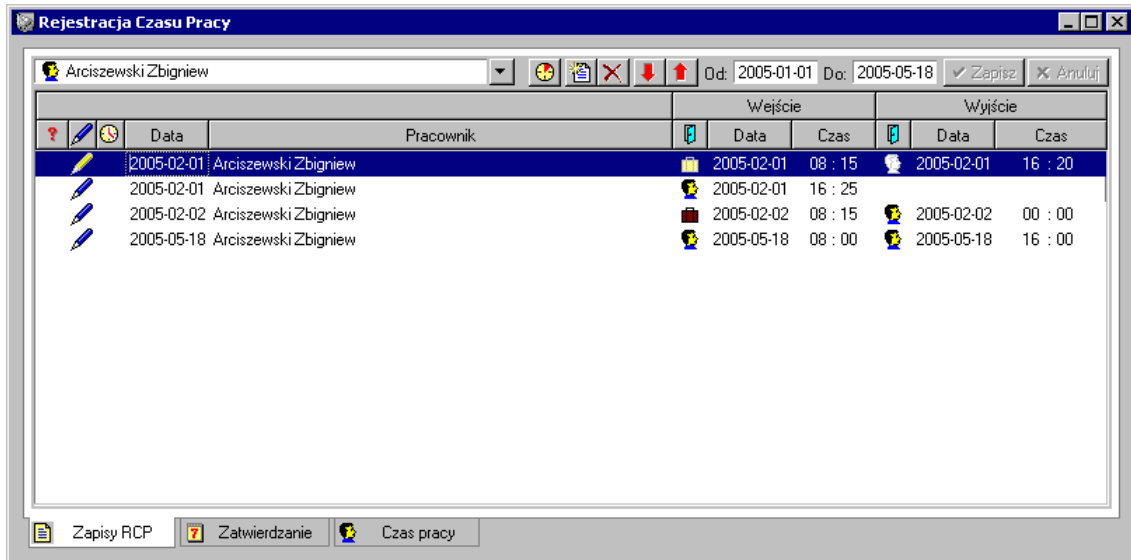 Rejestracja Czasu Pracy
Arciszewski Zbigniew Od: 2005-01-01 Do: 2005-05-18 Zapisz Anuluj
Wejście Wyjście
? Data Pracownik Data Czas Data Czas
2005-02-01 Arciszewski Zbigniew 2005-02-01 08 : 15 2005-02-01 16 : 20
2005-02-01 Arciszewski Zbigniew 2005-02-01 16 : 25
2005-02-02 Arciszewski Zbigniew 2005-02-02 08 : 15 2005-02-02 00 : 00
2005-05-18 Arciszewski Zbigniew 2005-05-18 08 : 00 2005-05-18 16 : 00
Zapisy RCP ? Zatwierdzanie Czas pracy